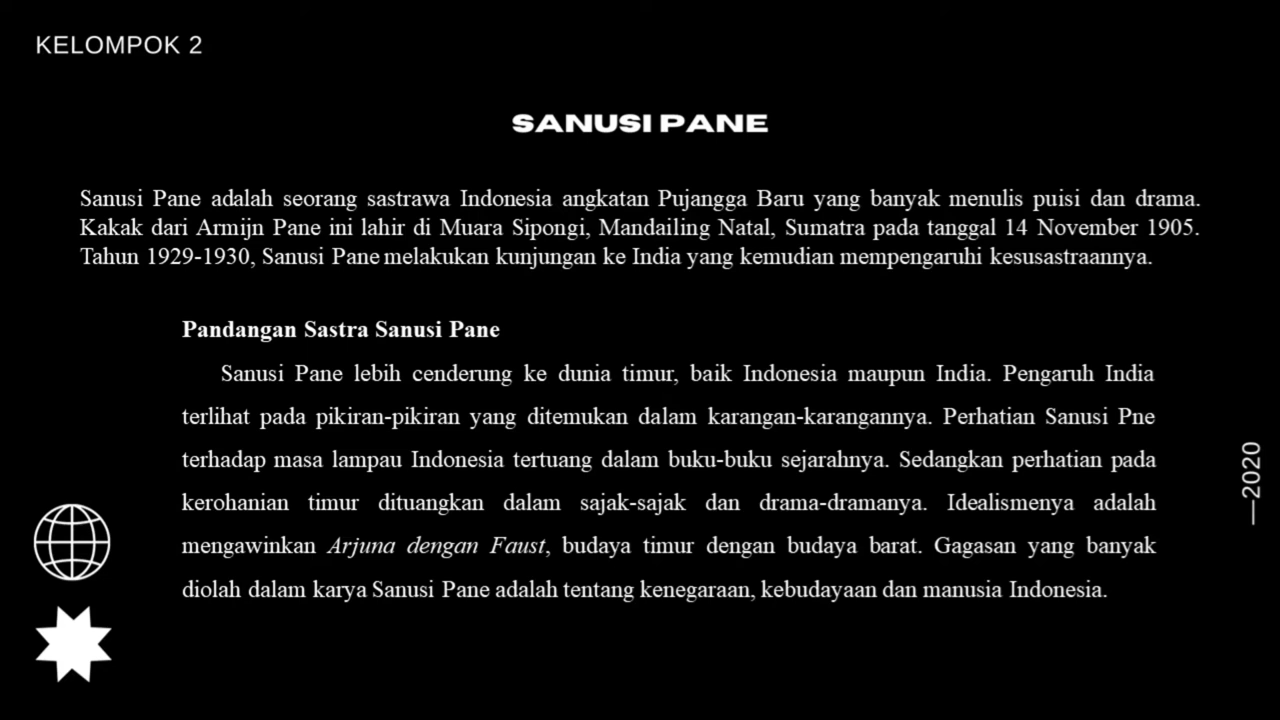 KELOMPOK 2
SANUSI PANE
Sanusi Pane adalah seorang sastrawa Indonesia angkatan Pujangga Baru yang banyak menulis puisi dan drama.
Kakak dari Armijn Pane ini lahir di Muara Sipongi, Mandailing Natal, Sumatra pada tanggal 14 November 1905.
Tahun 1929-1930, Sanusi Pane melakukan kunjungan ke India yang kemudian mempengaruhi kesusastraannya.
Pandangan Sastra Sanusi Pane
Sanusi Pane lebih cenderung ke dunia timur, baik Indonesia maupun India. Pengaruh India
terlihat pada pikiran-pikiran yang ditemukan dalam karangan-karangannya. Perhatian Sanusi Pne
terhadap masa lampau Indonesia tertuang dalam buku-buku sejarahnya. Sedangkan perhatian pada
kerohanian timur dituangkan dalam sajak-sajak dan drama-dramanya. Idealismenya adalah
mengawinkan Arjuna dengan Faust, budaya timur dengan budaya barat. Gagasan yang banyak
diolah dalam karya Sanusi Pane adalah tentang kenegaraan, kebudayaan dan manusia Indonesia.
—2020